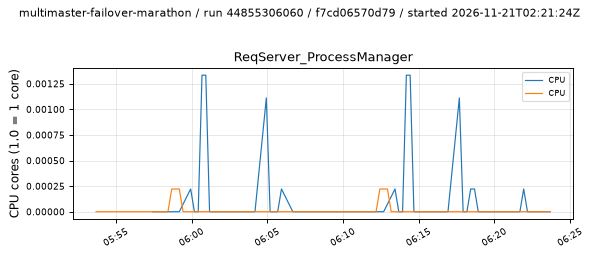 multimaster-failover-marathon / run 44855306060 / f7cd06570d79 / started 2026-11-21T02:21:24Z
ReqServer_ProcessManager
CPU cores (1.0 = 1 core)
0.00125
0.00100
0.00075
0.00050
0.00025
0.00000
CPU
CPU
05:55
06:00
06:05
06:10
06:15
06:20
06:25